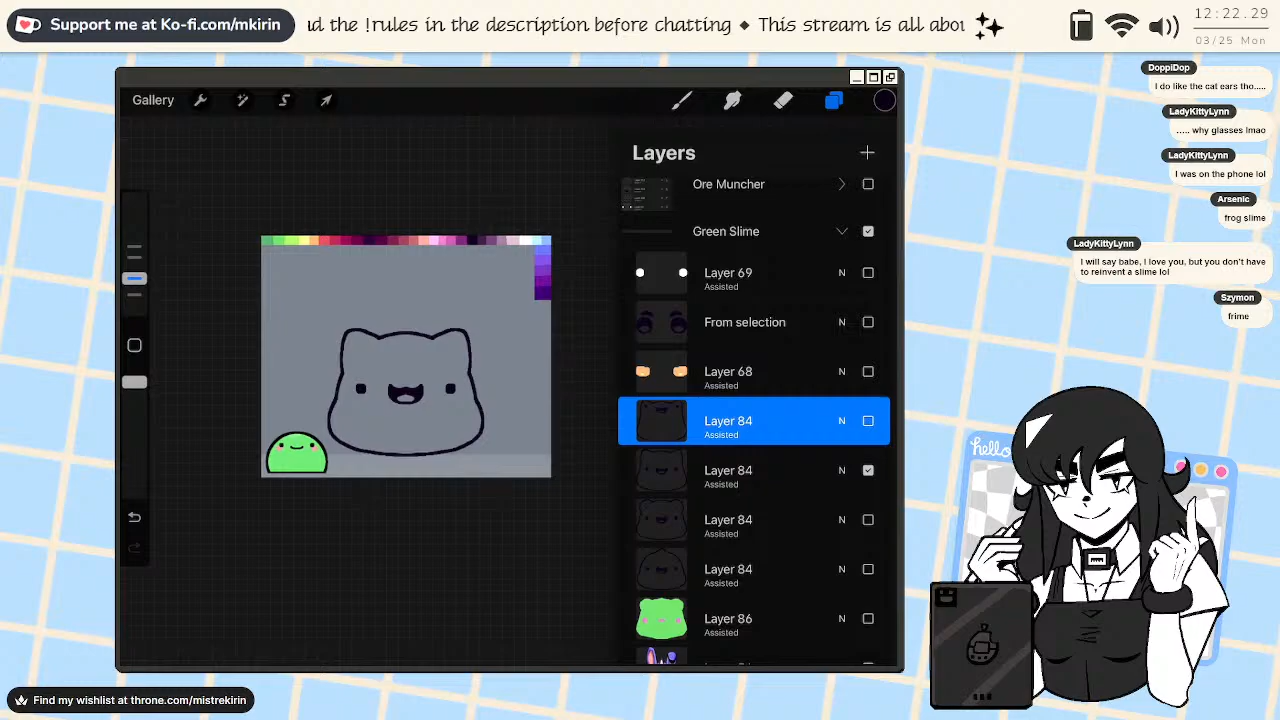 Support me at Ko-fi.com/mkirin
ud the !rules in the description before chatting ◆ This stream is all abou
12:22.29
03/25 Mon
DoppiDop
I do like the cat ears tho.....
LadyKittyLynn
..... why glasses lmao
LadyKittyLynn
I was on the phone lol
Arsenic
frog slime
LadyKittyLynn
I will say babe, I love you, but you don't have
to reinvent a slime lol
Szymon
frime
Gallery
Layers
Ore Muncher
Green Slime
Layer 69
N
Assisted
From selection
N
Layer 68
N
Assisted
Layer 84
N
Assisted
Layer 84
N
Assisted
Layer 84
N
Assisted
Layer 84
N
Assisted
Layer 86
N
Assisted
hello
Find my wishlist at throne.com/mistrekirin